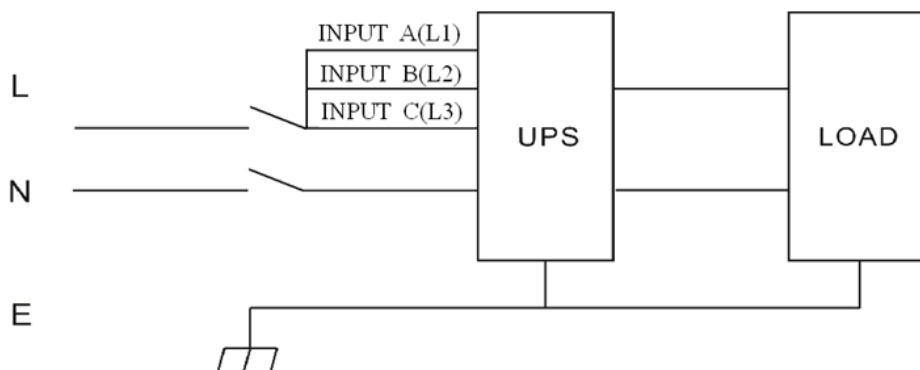 INPUT A(L1)
L
INPUT B(L2)
INPUT C(L3)
UPS
LOAD
N
E